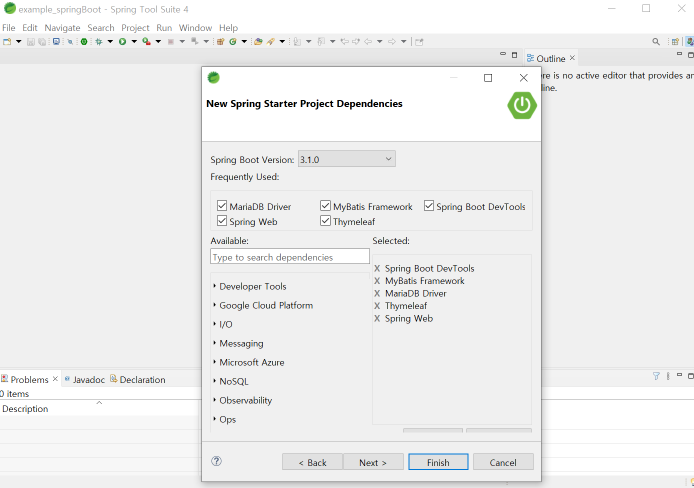 example_springBoot - Spring Tool Suite 4
File Edit Navigate Search Project Run Window Help
Outline
ere is no active editor that provides an
line.
New Spring Starter Project Dependencies
Spring Boot Version: 3.1.0
Frequently Used:
MariaDB Driver MyBatis Framework Spring Boot DevTools
Spring Web Thymeleaf
Available: Selected:
Type to search dependencies
X Spring Boot DevTools
X MyBatis Framework
X MariaDB Driver
X Thymeleaf
X Spring Web
Developer Tools
Google Cloud Platform
I/O
Messaging
Microsoft Azure
NoSQL
Observability
Ops
Problems Javadoc Declaration
0 items
Description
? < Back Next > Finish Cancel